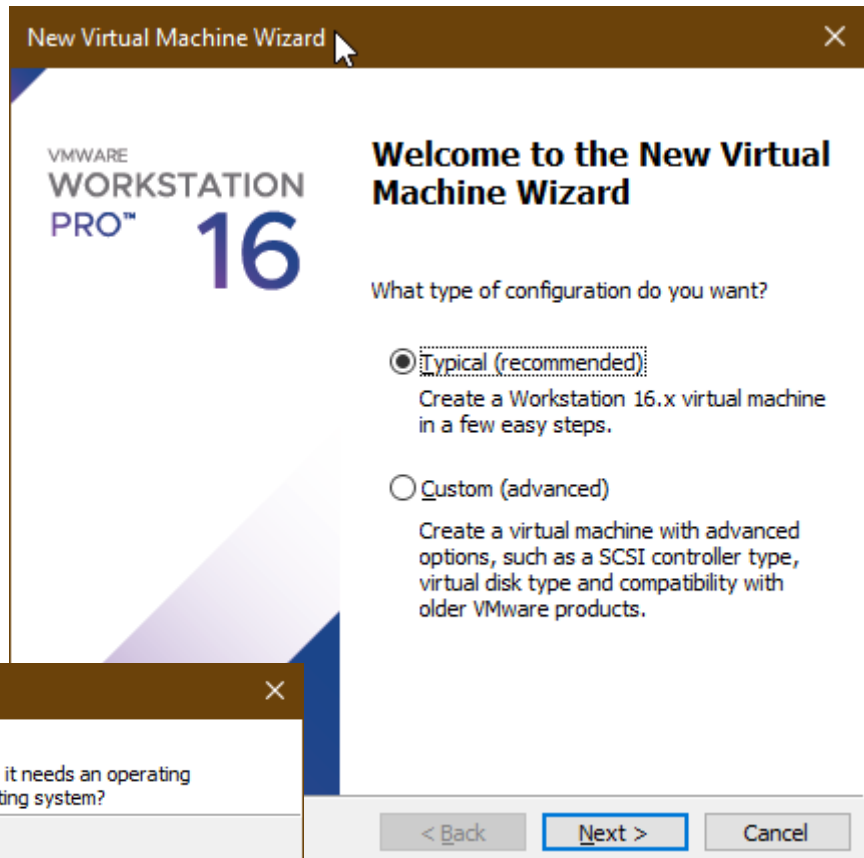 New Virtual Machine Wizard
VMWARE
WORKSTATION
PRO™ 16
Welcome to the New Virtual
Machine Wizard
What type of configuration do you want?
Typical (recommended)
Create a Workstation 16.x virtual machine
in a few easy steps.
Custom (advanced)
Create a virtual machine with advanced
options, such as a SCSI controller type,
virtual disk type and compatibility with
older VMware products.
it needs an operating
ting system?
< Back Next > Cancel